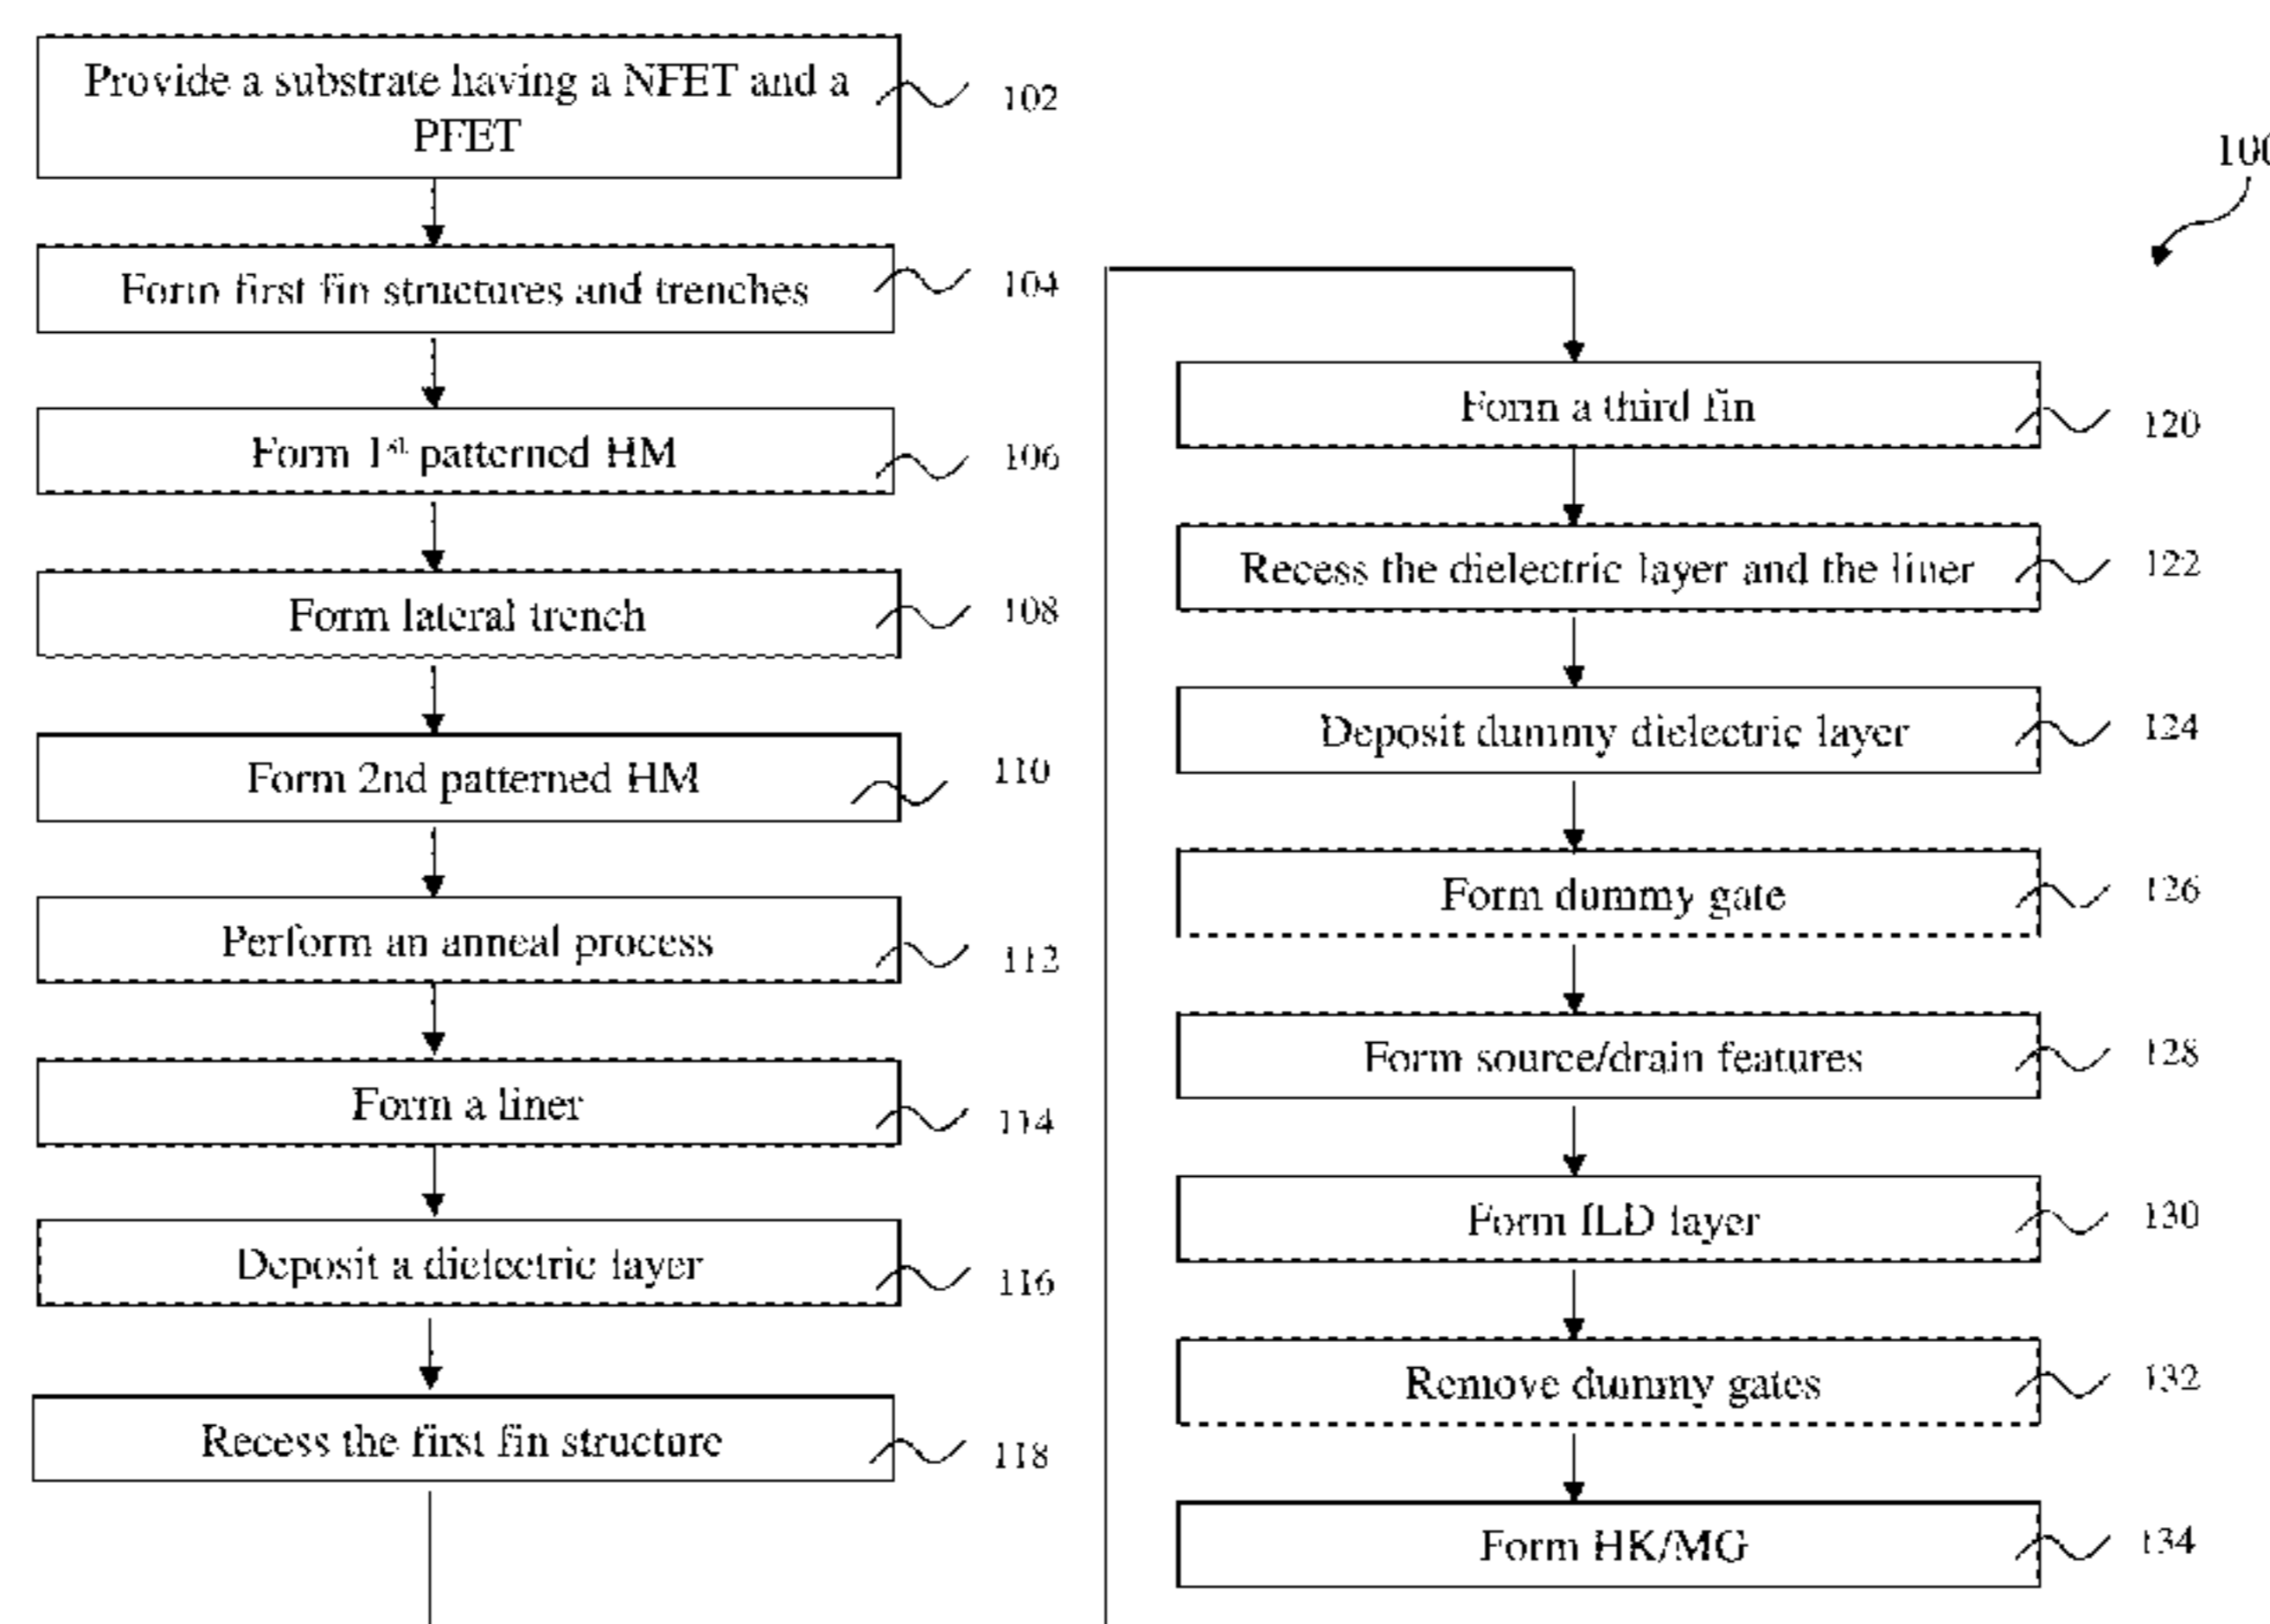 Provide a substrate having a NFET and a
PFET
102
Form first fin structures and trenches
104
Form 1st patterned HM
106
Form lateral trench
108
Form 2nd patterned HM
110
Perform an anneal process
112
Form a liner
114
Deposit a dielectric layer
116
Recess the first fin structure
118
100
Form a third fin
120
Recess the dielectric layer and the liner
122
Deposit dummy dielectric layer
124
Form dummy gate
126
Form source/drain features
128
Form ILD layer
130
Remove dummy gates
132
Form HK/MG
134